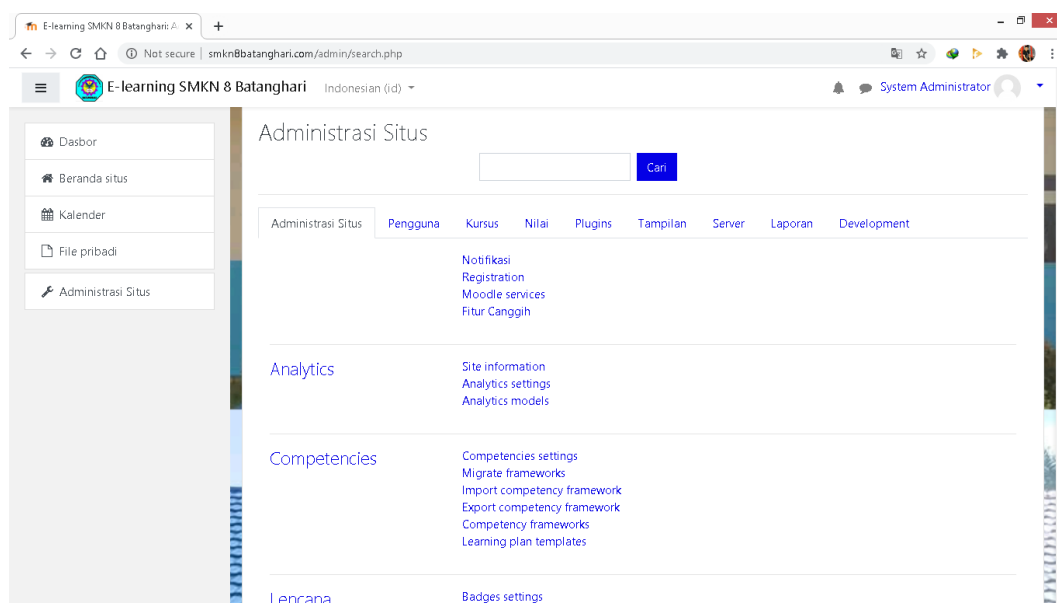 E-learning SMKN 8 Batanghari: A
Not secure | smkn8batanghari.com/admin/search.php
E-learning SMKN 8 Batanghari
Indonesian (id)
System Administrator
Dasbor
Beranda situs
Kalender
File pribadi
Administrasi Situs
Administrasi Situs
Cari
Administrasi Situs Pengguna Kursus Nilai Plugins Tampilan Server Laporan Development
Notifikasi
Registration
Moodle services
Fitur Canggih
Analytics
Site information
Analytics settings
Analytics models
Competencies
Competencies settings
Migrate frameworks
Import competency framework
Export competency framework
Competency frameworks
Learning plan templates
Lencana
Badges settings